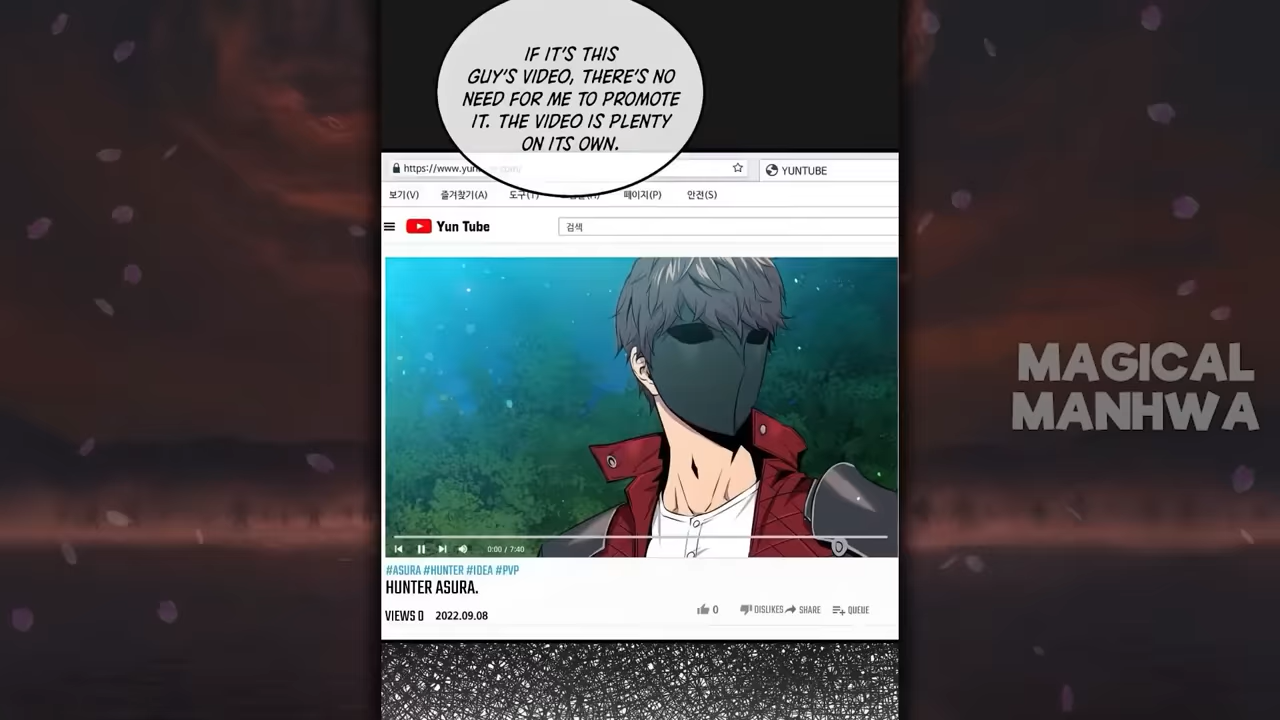 IF IT'S THIS
GUY'S VIDEO, THERE'S NO
NEED FOR ME TO PROMOTE
IT. THE VIDEO IS PLENTY
ON ITS OWN.
https://www.yun
YUNTUBE
보기(V) 즐겨찾기(A) 도구(T) 페이지(P) 안전(S)
Yun Tube 검색
MAGICAL
MANHWA
0:00 / 7:40
#ASURA #HUNTER #IDEA #PVP
HUNTER ASURA.
VIEWS 0 2022.09.08 0 DISLIKES SHARE QUEUE